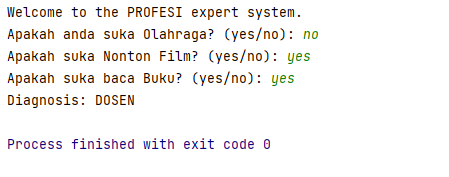 Welcome to the PROFESI expert system.
Apakah anda suka Olahraga? (yes/no): no
Apakah suka Nonton Film? (yes/no): yes
Apakah suka baca Buku? (yes/no): yes
Diagnosis: DOSEN
Process finished with exit code 0